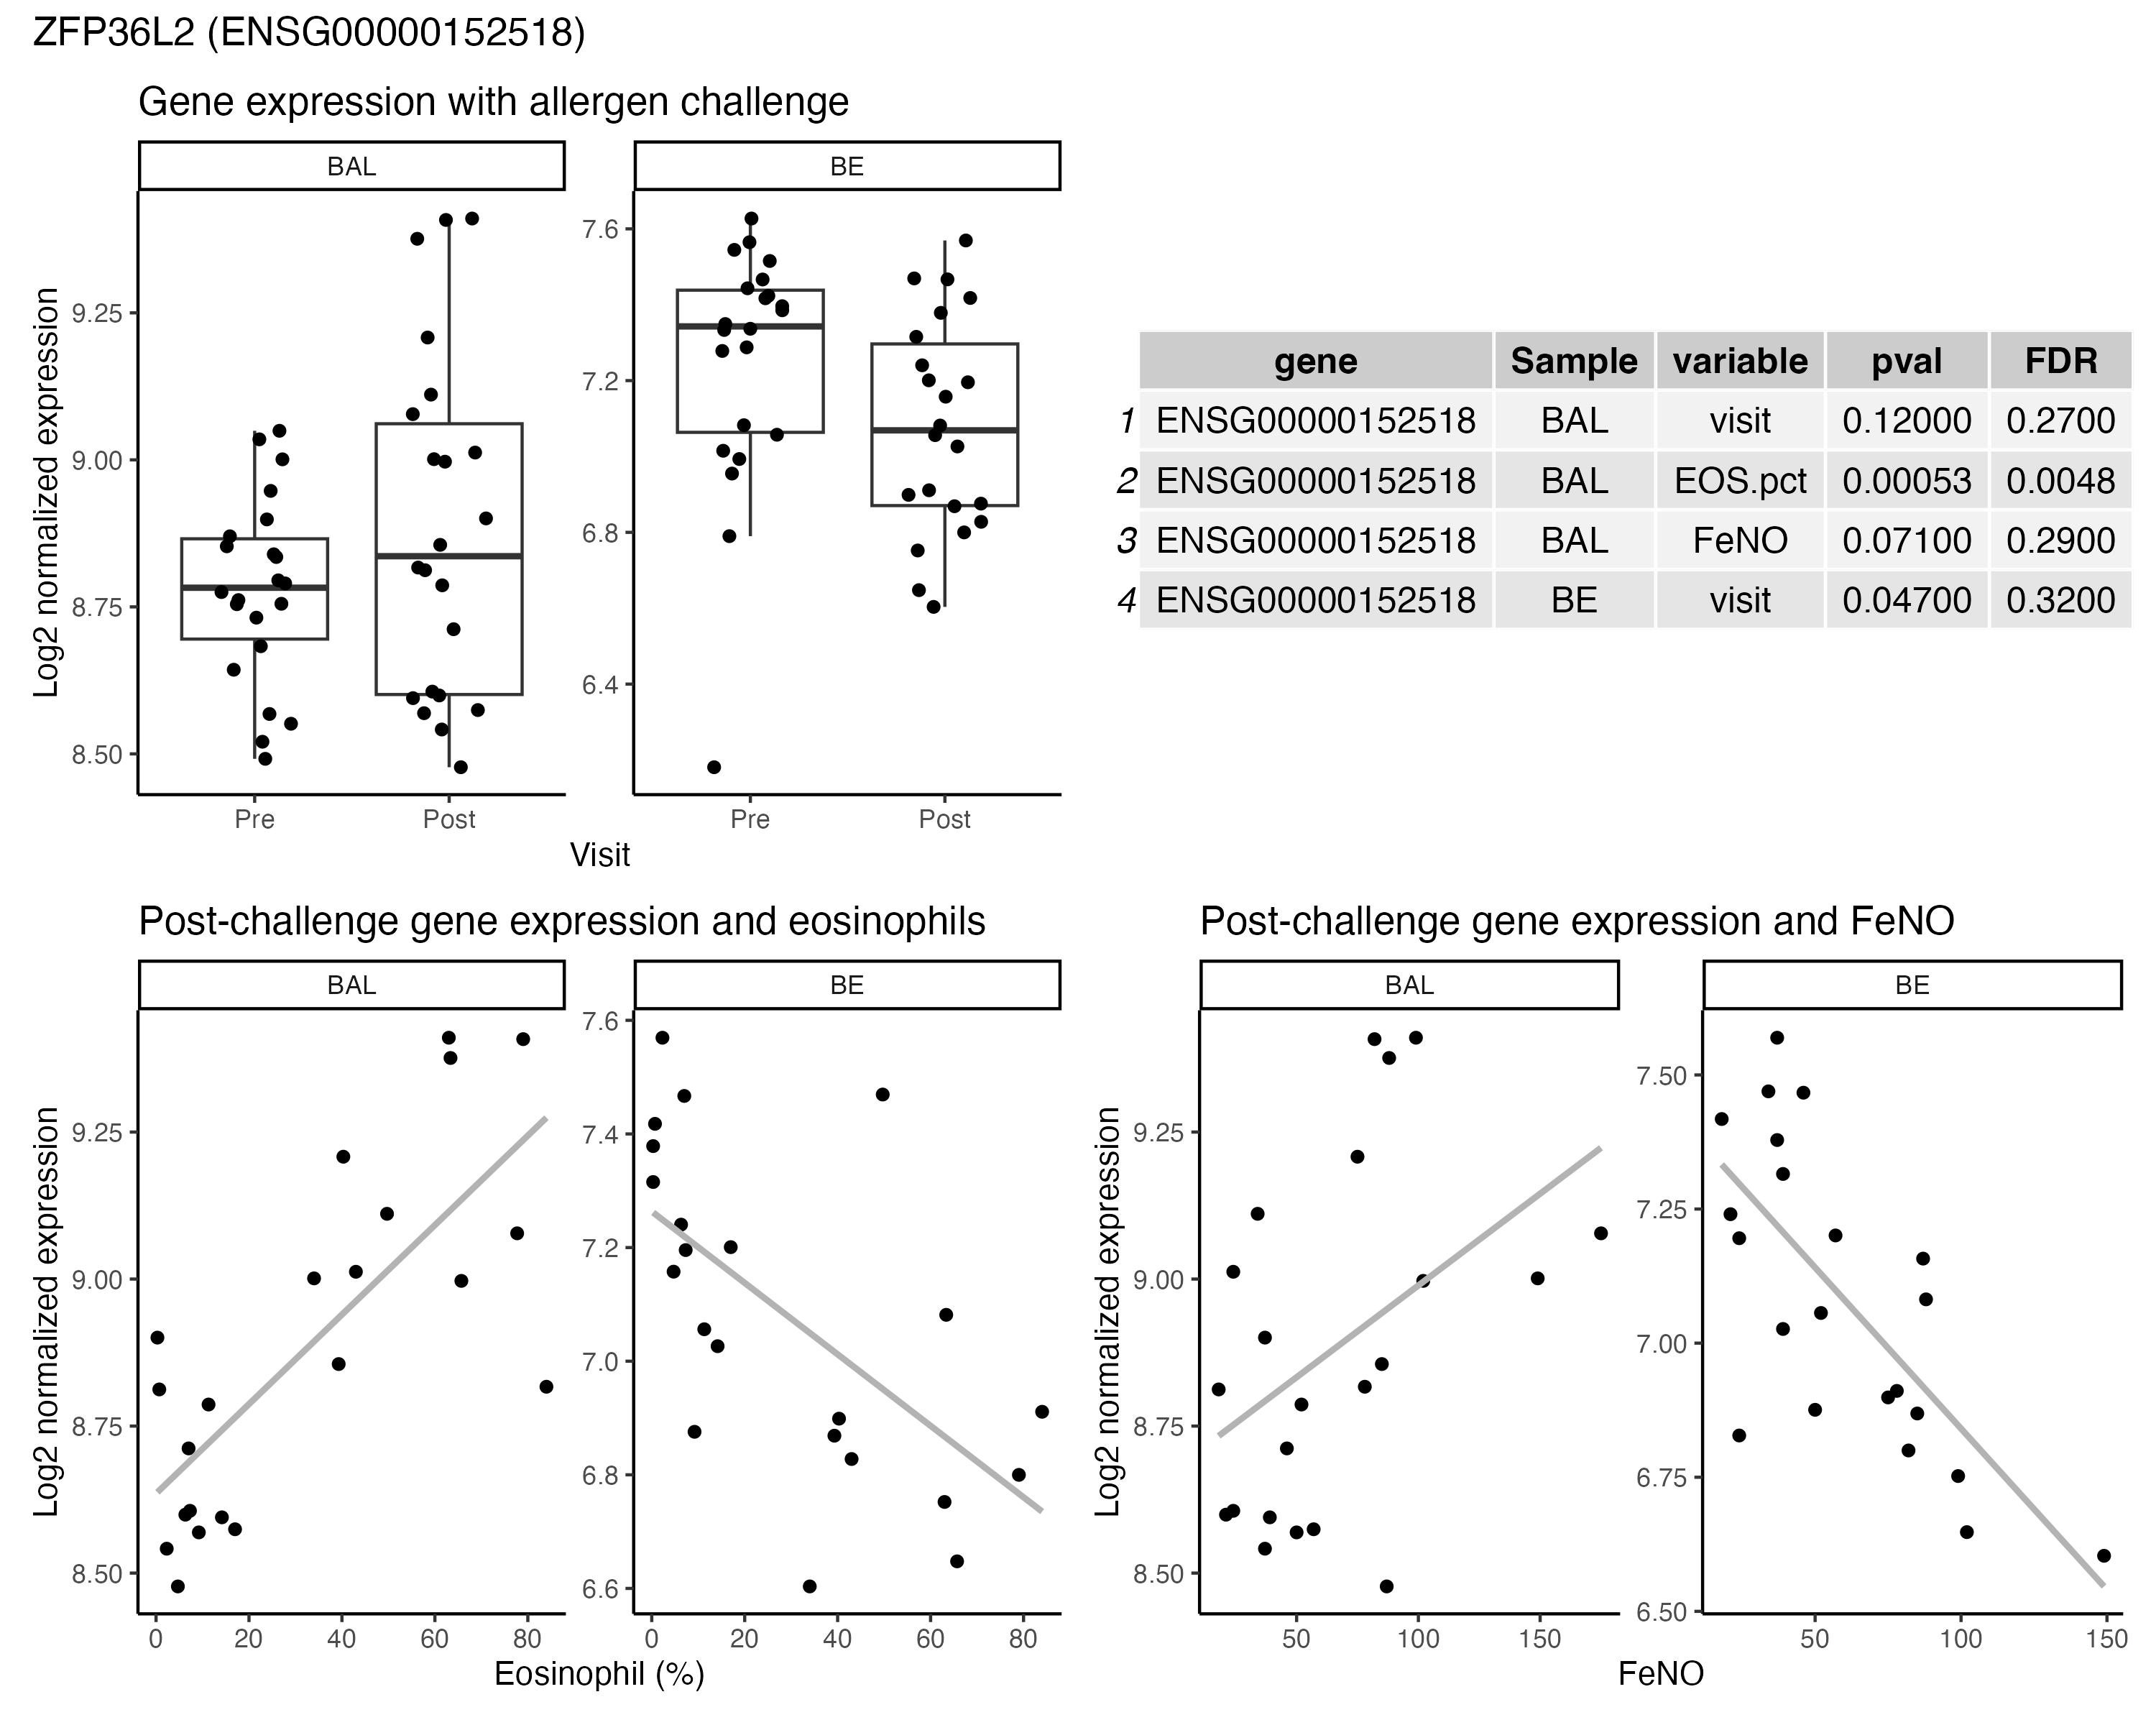 ZFP36L2 (ENSG00000152518)
Gene expression with allergen challenge
BAL
BE
Log2 normalized expression
9.25
9.00
8.75
8.50
7.6
7.2
6.8
6.4
Pre
Post
Pre
Post
Visit
gene Sample variable pval FDR
1 ENSG00000152518 BAL visit 0.12000 0.2700
2 ENSG00000152518 BAL EOS.pct 0.00053 0.0048
3 ENSG00000152518 BAL FeNO 0.07100 0.2900
4 ENSG00000152518 BE visit 0.04700 0.3200
Post-challenge gene expression and eosinophils
BAL
BE
Log2 normalized expression
9.25
9.00
8.75
8.50
7.6
7.4
7.2
7.0
6.8
6.6
0 20 40 60 80
0 20 40 60 80
Eosinophil (%)
Post-challenge gene expression and FeNO
BAL
BE
Log2 normalized expression
9.25
9.00
8.75
8.50
7.50
7.25
7.00
6.75
6.50
50 100 150
50 100 150
FeNO